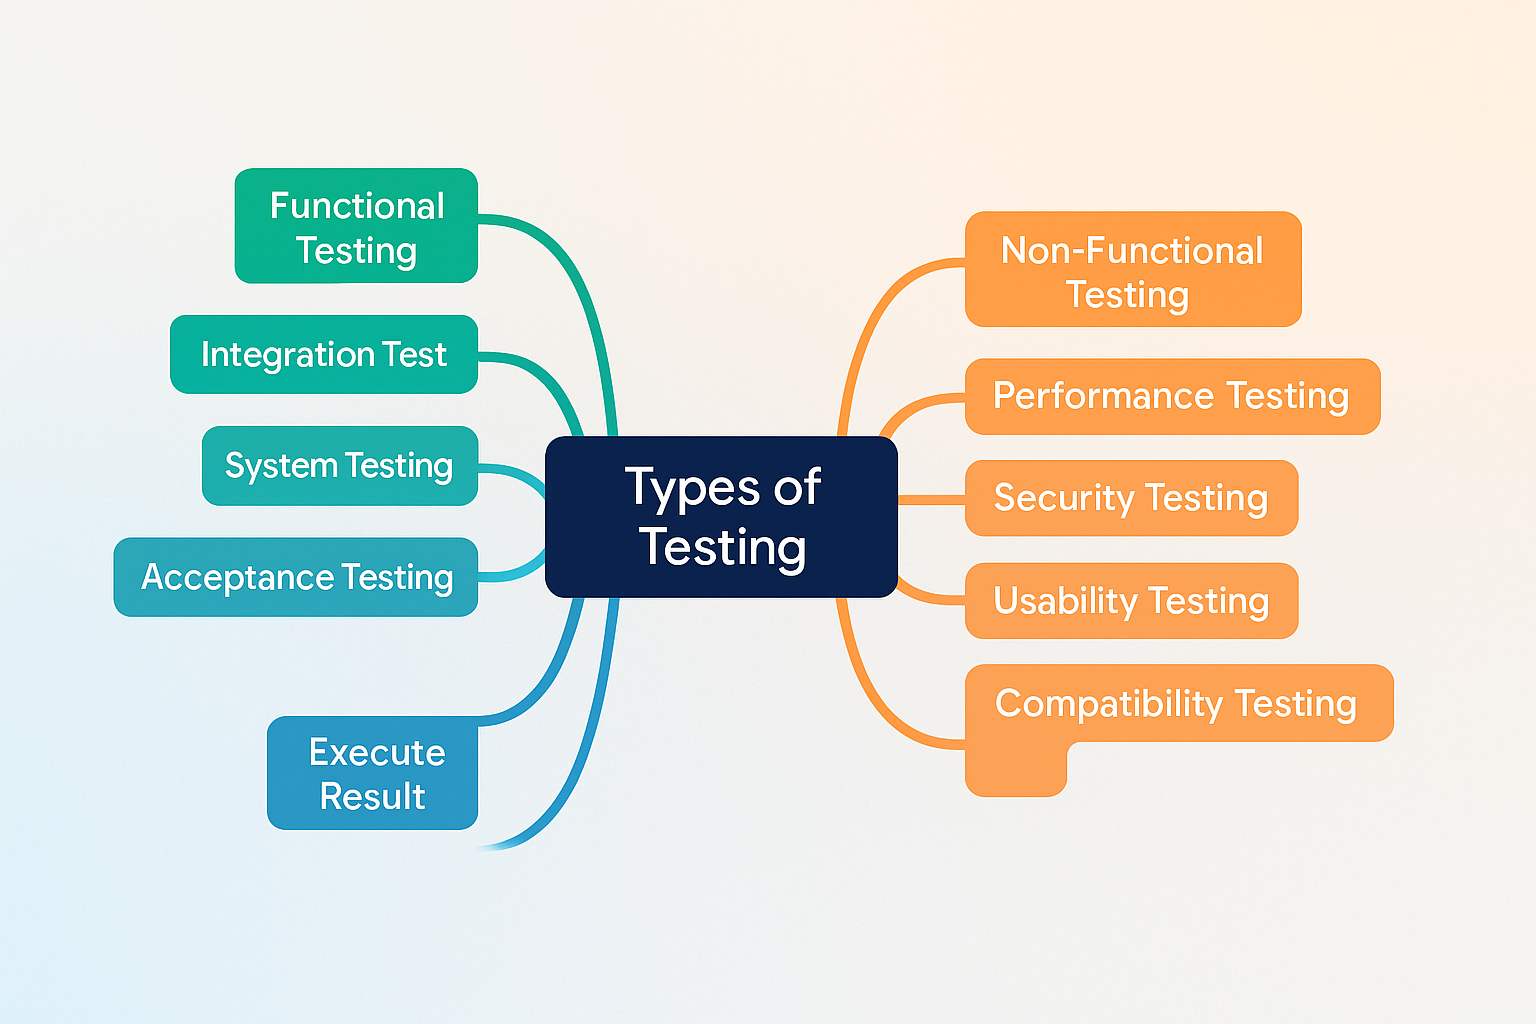 Functional
Testing
Integration Test
System Testing
Acceptance Testing
Execute
Result
Types of
Testing
Non-Functional
Testing
Performance Testing
Security Testing
Usability Testing
Compatibility Testing